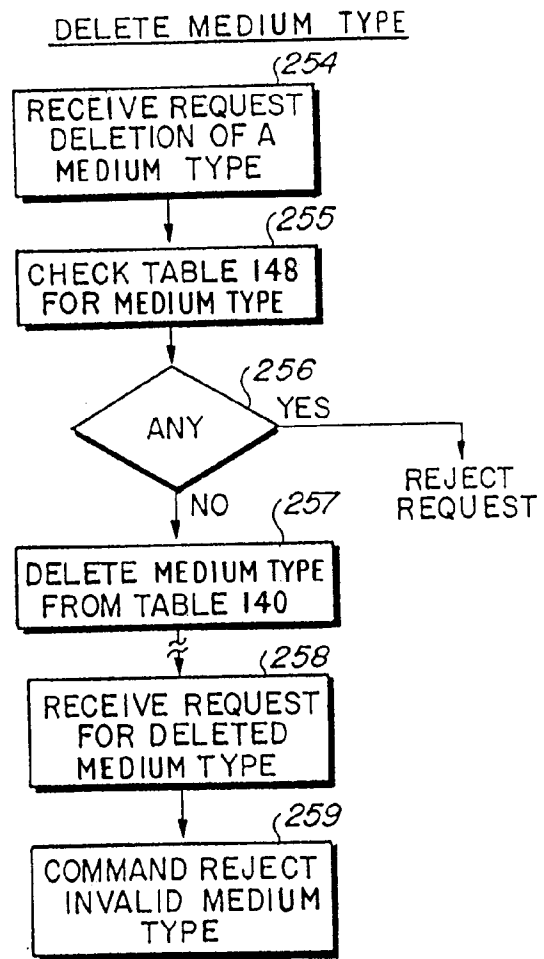 DELETE MEDIUM TYPE
254
RECEIVE REQUEST
DELETION OF A
MEDIUM TYPE
255
CHECK TABLE 148
FOR MEDIUM TYPE
256
ANY
YES
REJECT
REQUEST
NO
257
DELETE MEDIUM TYPE
FROM TABLE 140
258
RECEIVE REQUEST
FOR DELETED
MEDIUM TYPE
259
COMMAND REJECT
INVALID MEDIUM
TYPE